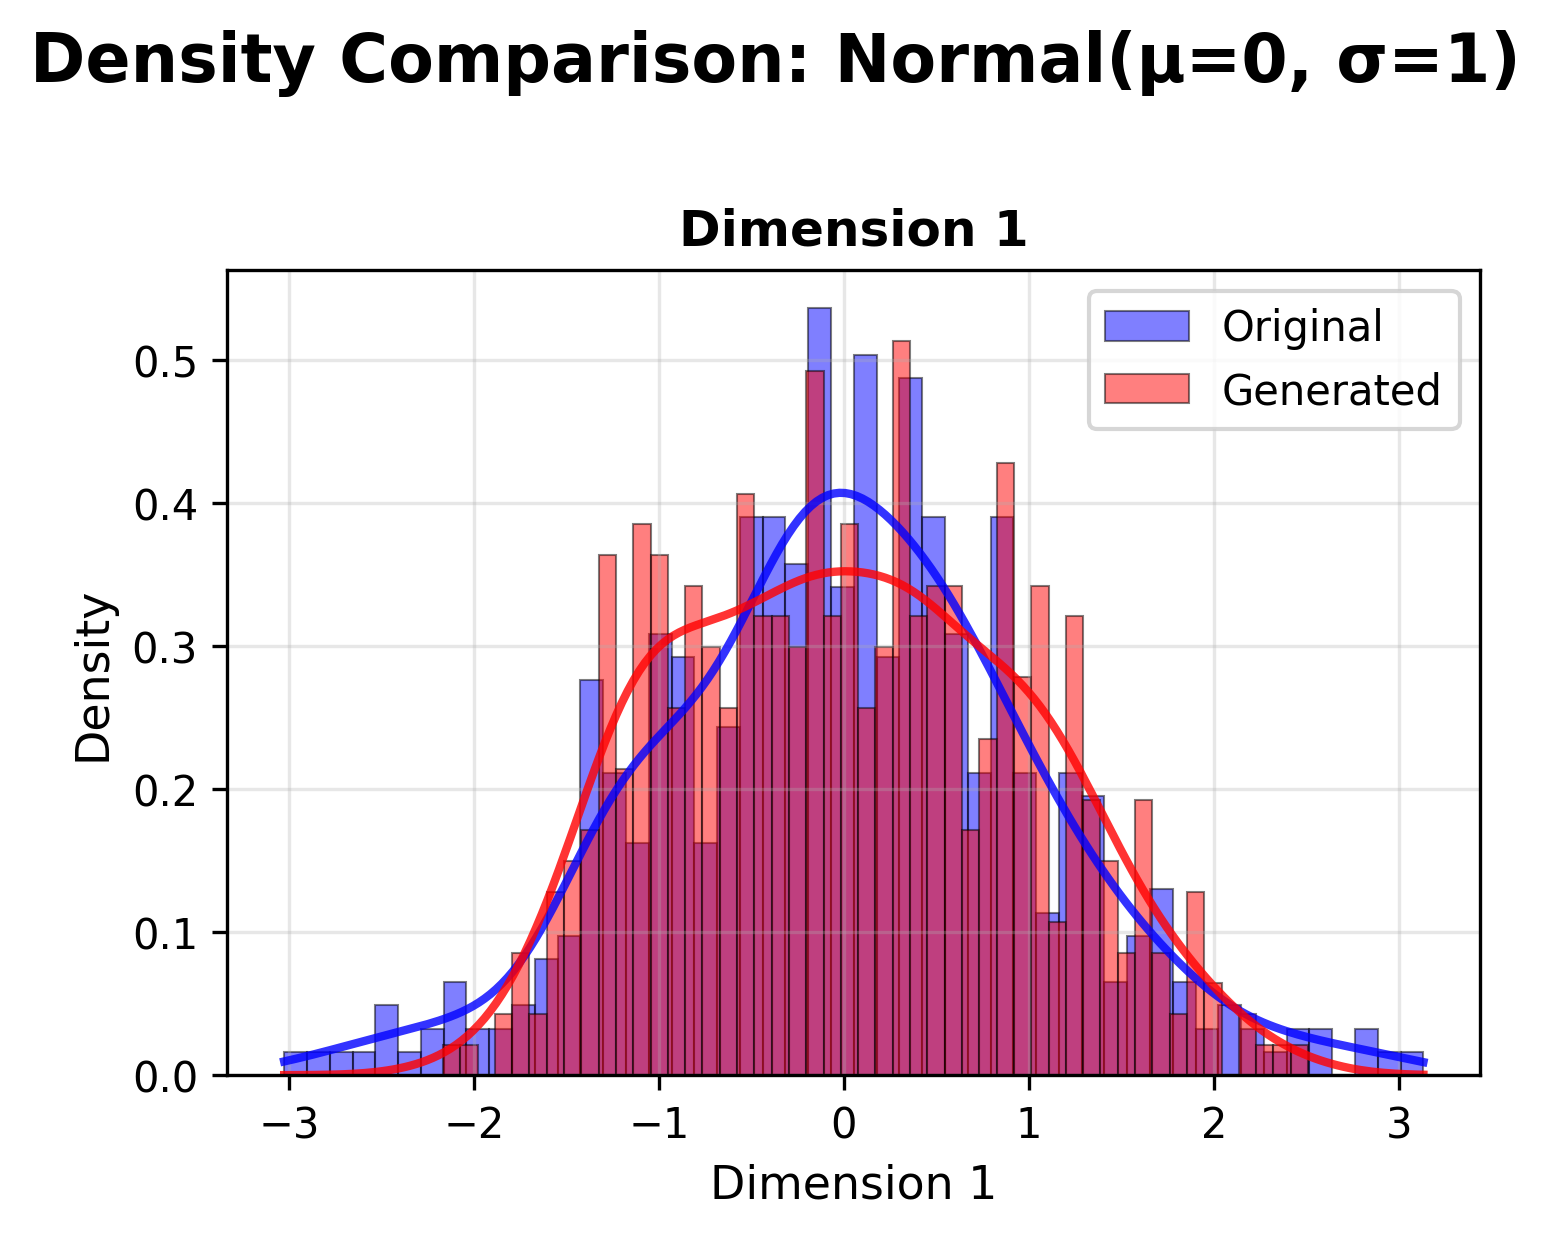 Density Comparison: Normal(μ=0, σ=1)
Dimension 1
Original
Generated
Density
0.5
0.4
0.3
0.2
0.1
0.0
−3
−2
−1
0
1
2
3
Dimension 1